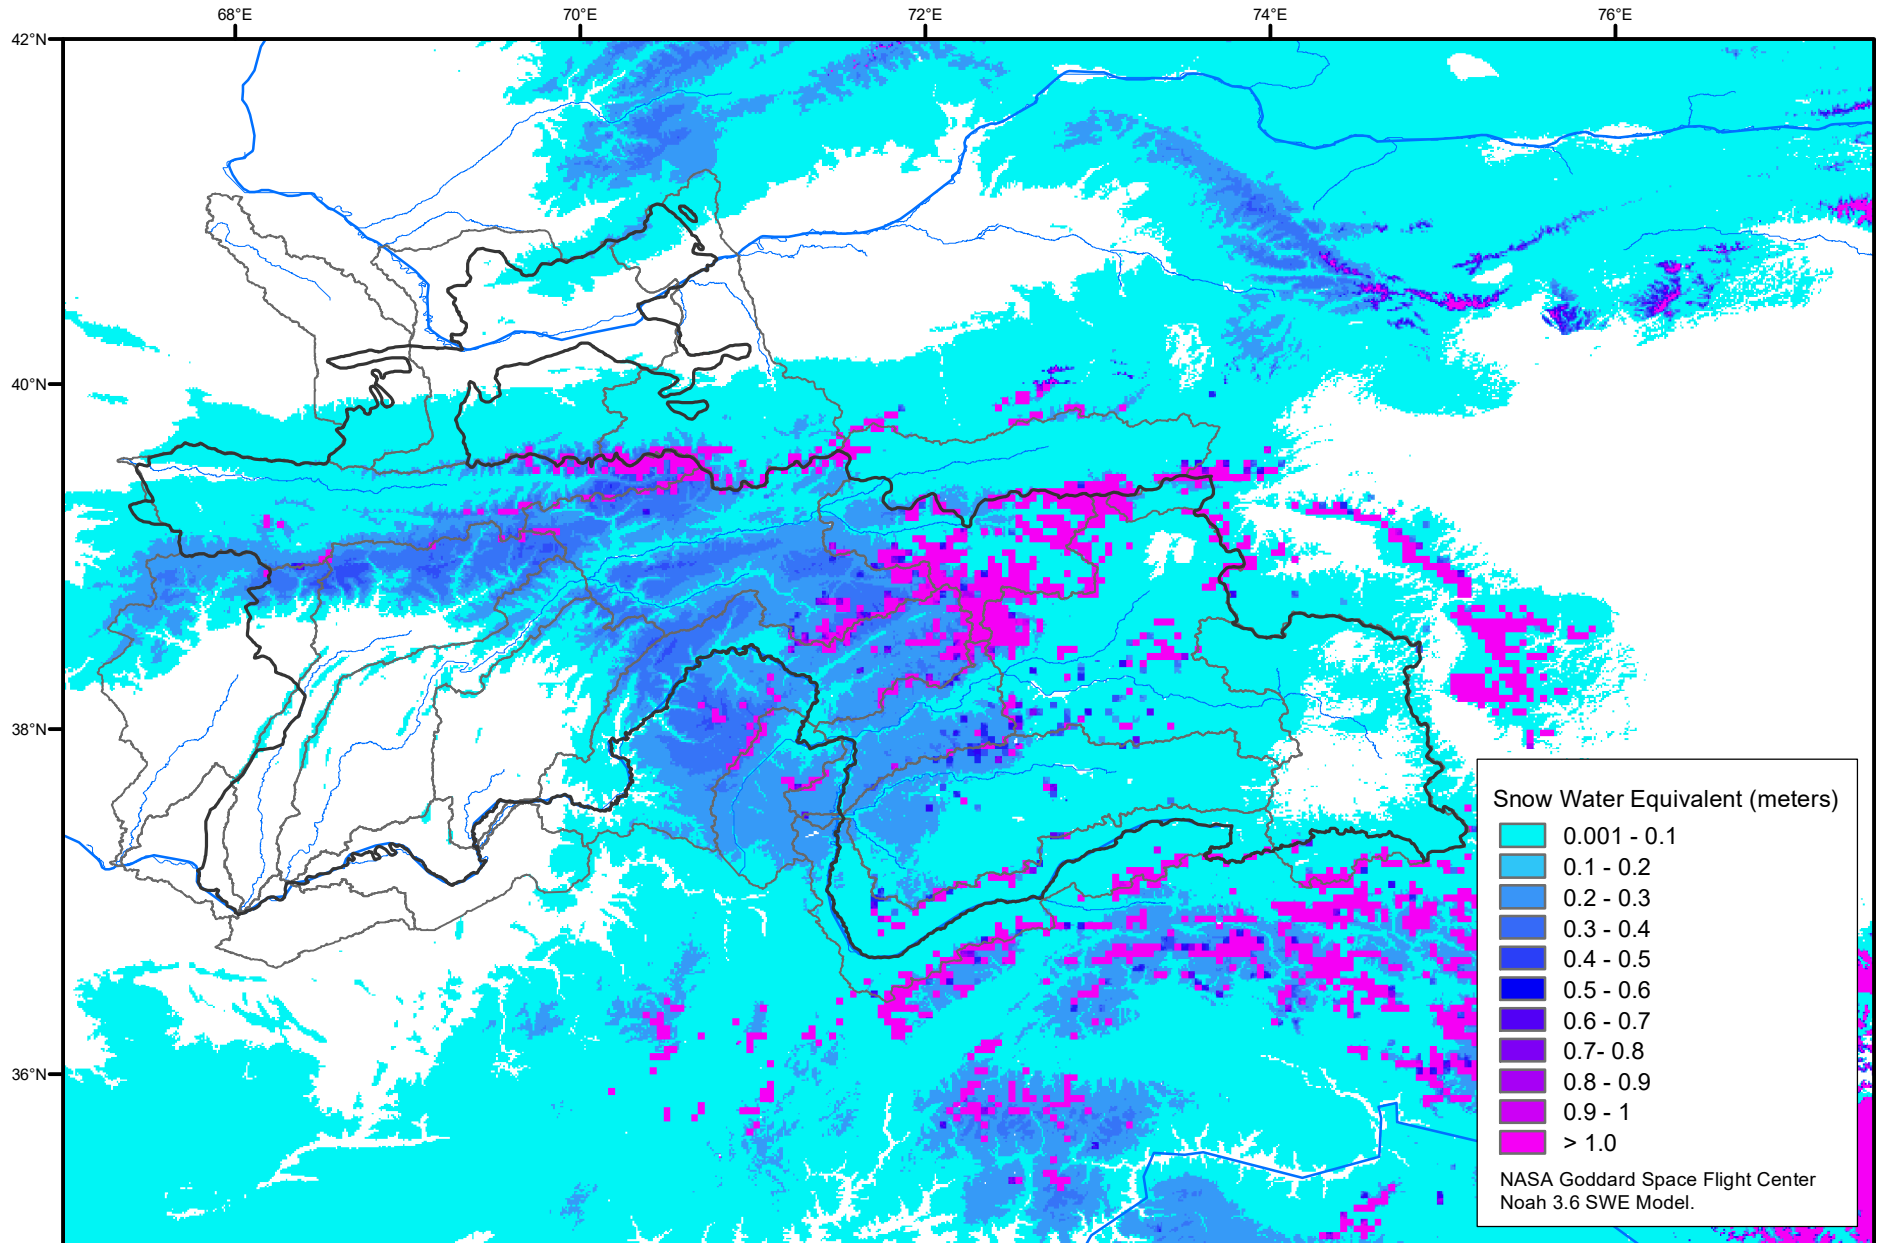 68°E 70°E 72°E 74°E 76°E
42°N
40°N
38°N
36°N
Snow Water Equivalent (meters)
0.001 - 0.1
0.1 - 0.2
0.2 - 0.3
0.3 - 0.4
0.4 - 0.5
0.5 - 0.6
0.6 - 0.7
0.7- 0.8
0.8 - 0.9
0.9 - 1
> 1.0
NASA Goddard Space Flight Center
Noah 3.6 SWE Model.